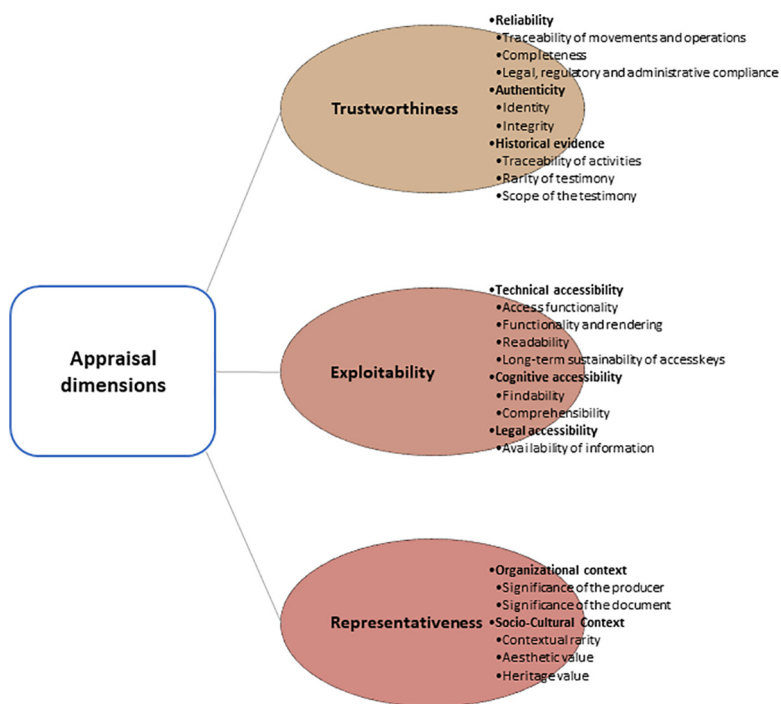 Appraisal
dimensions
Trustworthiness
•Reliability
•Traceability of movements and operations
•Completeness
•Legal, regulatory and administrative compliance
•Authenticity
•Identity
•Integrity
•Historical evidence
•Traceability of activities
•Rarity of testimony
•Scope of the testimony
Exploitability
•Technical accessibility
•Access functionality
•Functionality and rendering
•Readability
•Long-term sustainability of accesskeys
•Cognitive accessibility
•Findability
•Comprehensibility
•Legal accessibility
•Availability of information
Representativeness
•Organizational context
•Significance of the producer
•Significance of the document
•Socio-Cultural Context
•Contextual rarity
•Aesthetic value
•Heritage value